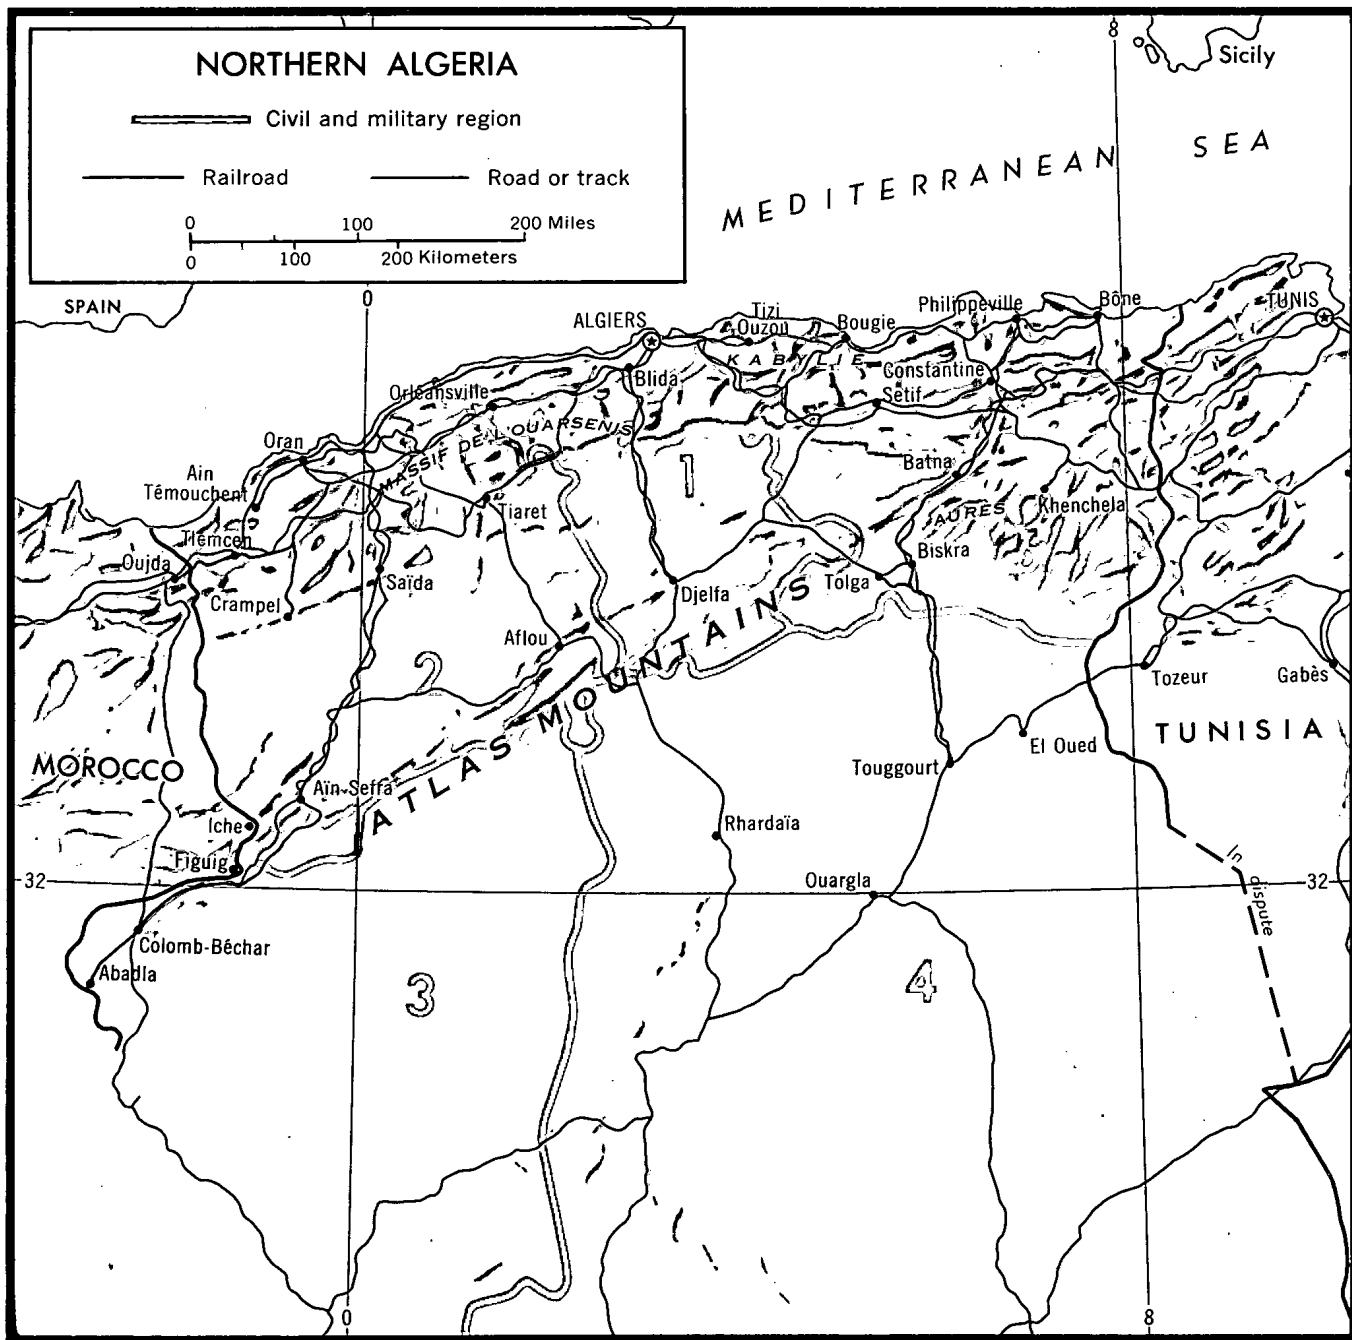 NORTHERN ALGERIA
Civil and military region
Railroad
Road or track
0 100 200 Miles
0 100 200 Kilometers
8
Sicily
MEDITERRANEAN SEA
SPAIN
0
ALGIERS
Tizi
Ouzou
Bougie
Philippeville
Bône
TUNIS
KABYLIE
Constantine
Blida
Sétif
Orléansville
MASSIF DE L'OUARSENIS
Oran
1
Batna
Ain
Témouchent
Tiaret
Khenchela
AURÈS
Tlemcen
Oujda
Saïda
Biskra
Tolga
Crampel
Djelfa
Aflou
2
Tozeur
Gabès
ATLAS MOUNTAINS
TUNISIA
El Oued
MOROCCO
Touggourt
Aïn-Seffa
Iche
Rhardaïa
Figuig
In dispute
32
Ouargla
32
Colomb-Béchar
Abadla
3
4
0
8